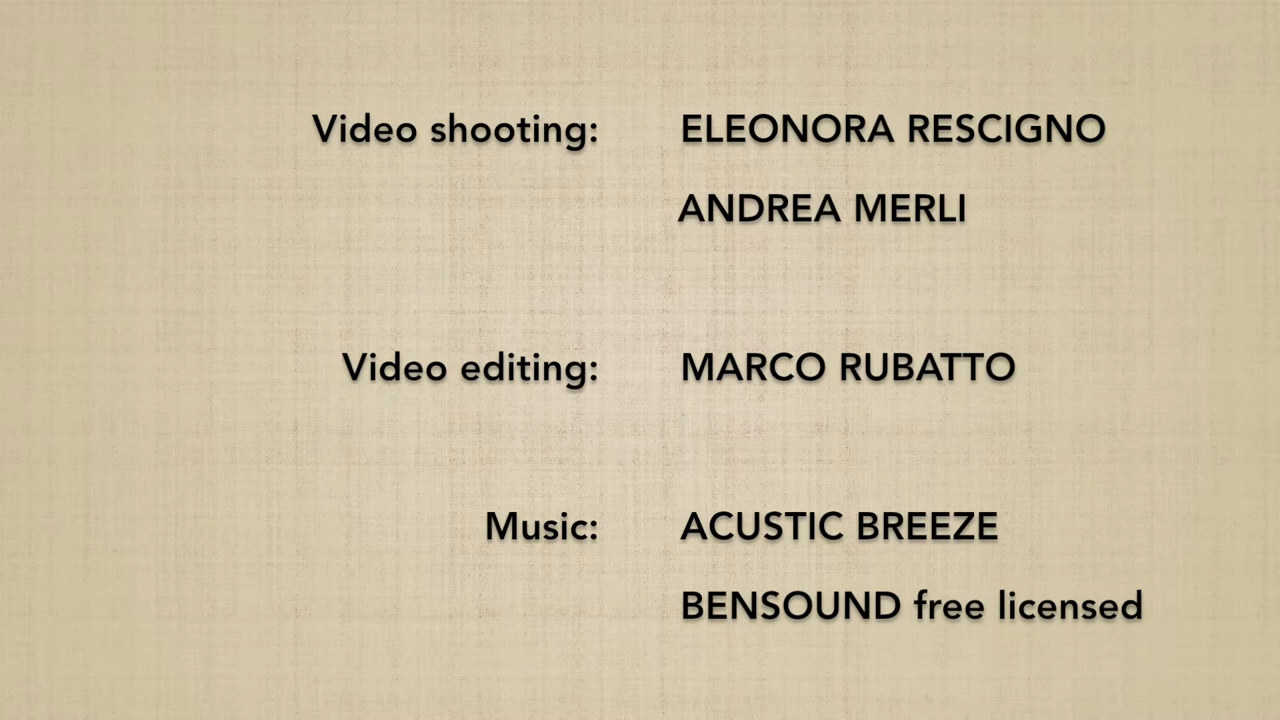 Video shooting: ELEONORA RESCIGNO
ANDREA MERLI
Video editing: MARCO RUBATTO
Music: ACUSTIC BREEZE
BENSOUND free licensed